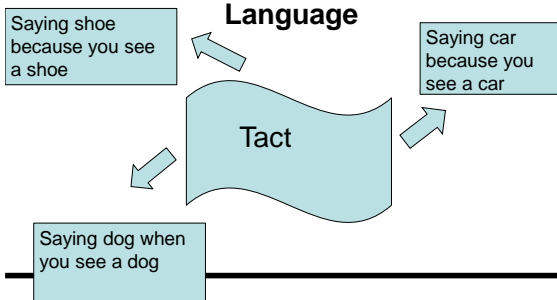 Language
Saying shoe
because you see
a shoe
Saying car
because you
see a car
Tact
Saying dog when
you see a dog